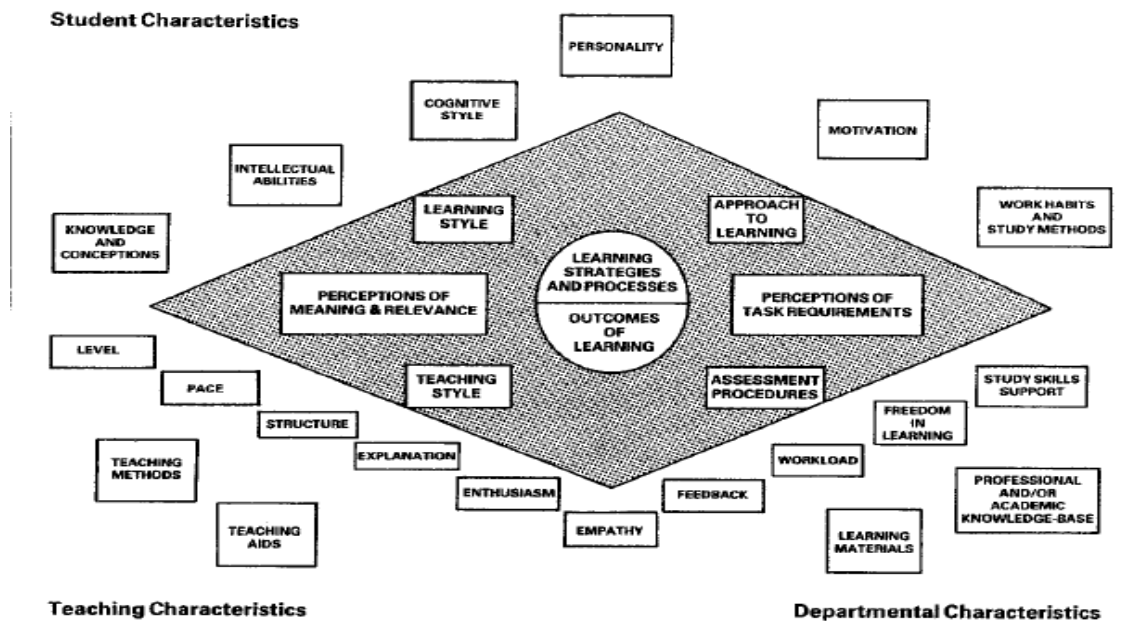 Student Characteristics
PERSONALITY
COGNITIVE
STYLE
MOTIVATION
INTELLECTUAL
ABILITIES
LEARNING
STYLE
APPROACH
TO
LEARNING
WORK HABITS
AND
STUDY METHODS
KNOWLEDGE
AND
CONCEPTIONS
LEARNING
STRATEGIES
AND PROCESSES
PERCEPTIONS OF
MEANING & RELEVANCE
PERCEPTIONS OF
TASK REQUIREMENTS
OUTCOMES
OF
LEARNING
LEVEL
PACE
TEACHING
STYLE
ASSESSMENT
PROCEDURES
STUDY SKILLS
SUPPORT
STRUCTURE
FREEDOM
IN
LEARNING
EXPLANATION
WORKLOAD
TEACHING
METHODS
ENTHUSIASM
FEEDBACK
PROFESSIONAL
AND/OR
ACADEMIC
KNOWLEDGE-BASE
EMPATHY
TEACHING
AIDS
LEARNING
MATERIALS
Teaching Characteristics
Departmental Characteristics